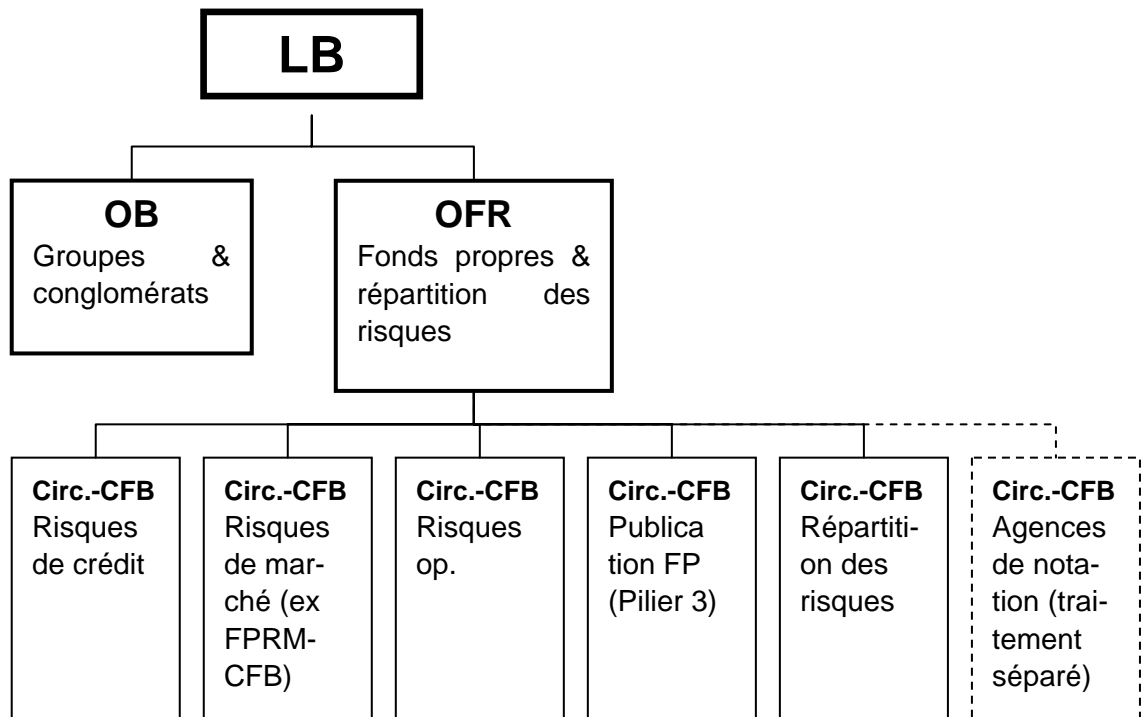 LB
OB
Groupes &
conglomérats
OFR
Fonds propres &
répartition des
risques
Circ.-CFB
Risques
de crédit
Circ.-CFB
Risques
de mar-
ché (ex
FPRM-
CFB)
Circ.-CFB
Risques
op.
Circ.-CFB
Publica
tion FP
(Pilier 3)
Circ.-CFB
Répartiti-
on des
risques
Circ.-CFB
Agences
de nota-
tion (trai-
tement
séparé)